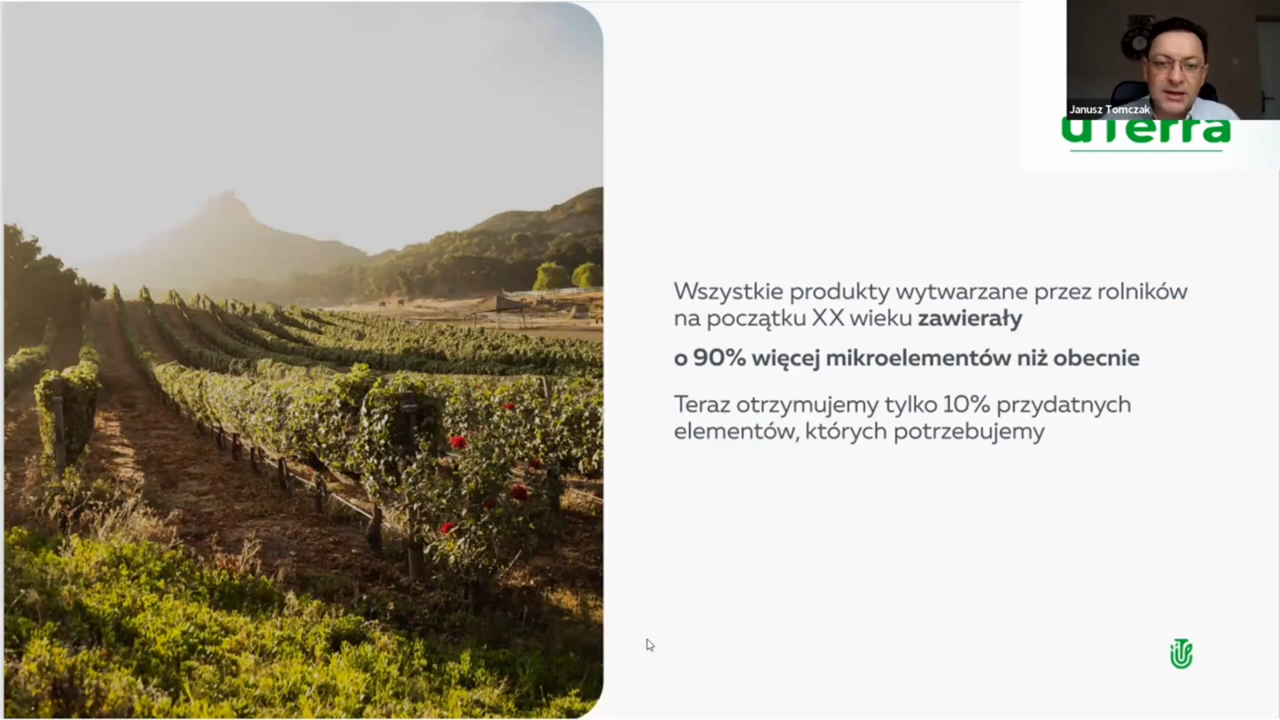 Janusz Tomczak
uTerra
Wszystkie produkty wytwarzane przez rolników
na początku XX wieku zawierały
o 90% więcej mikroelementów niż obecnie
Teraz otrzymujemy tylko 10% przydatnych
elementów, których potrzebujemy